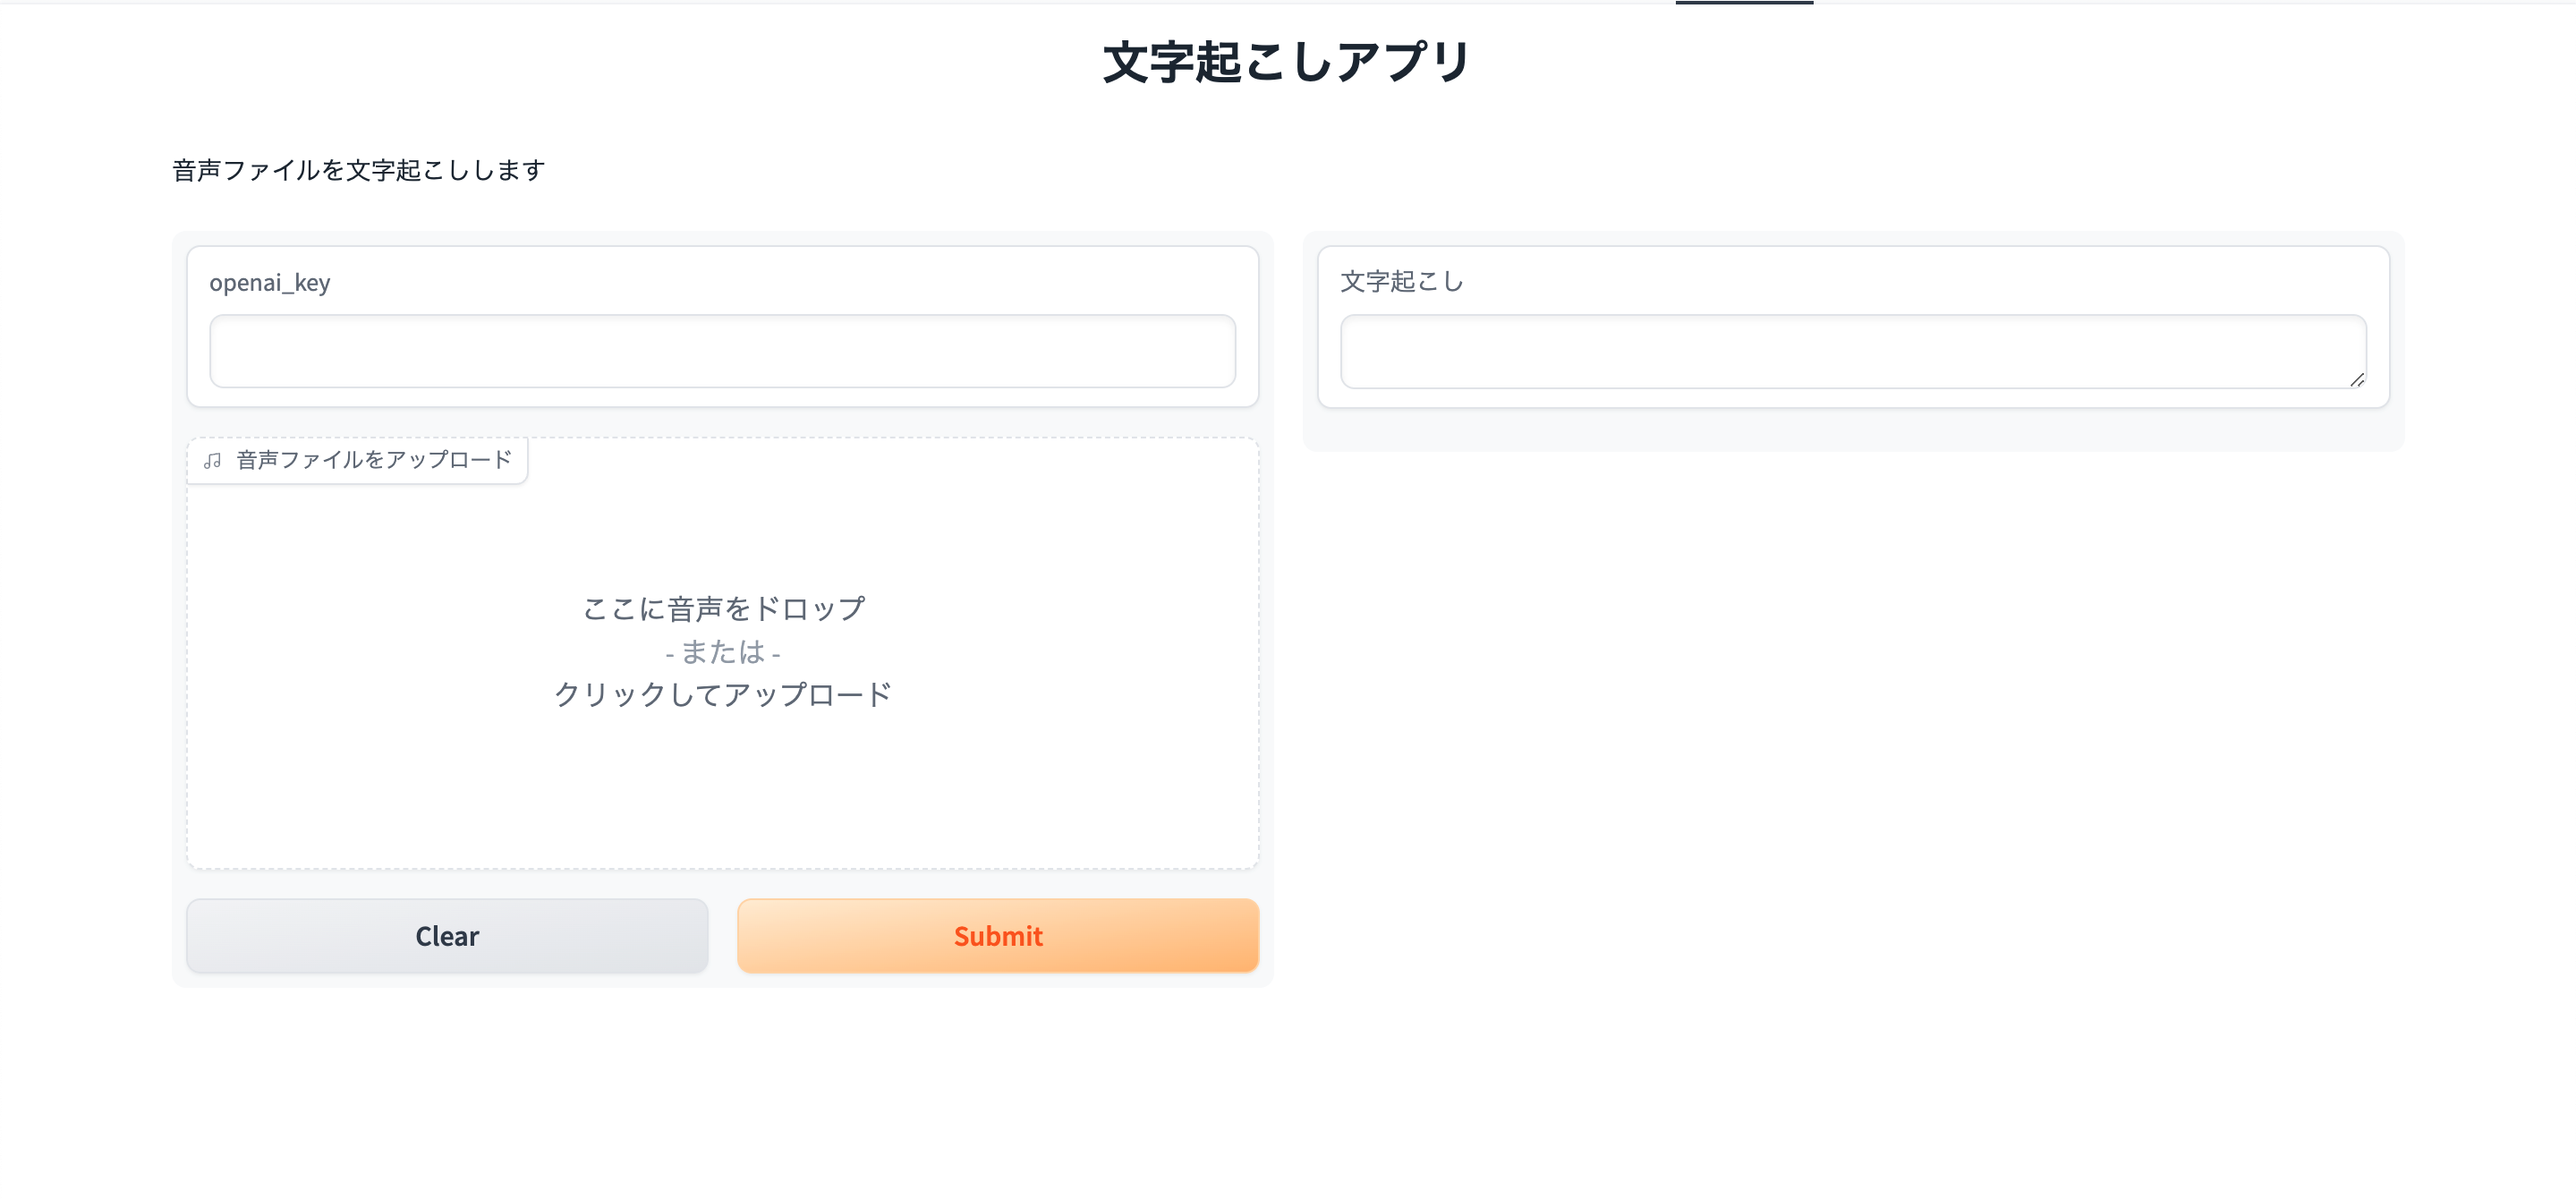 文字起こしアプリ
音声ファイルを文字起こしします
openai_key
音声ファイルをアップロード
ここに音声をドロップ
- または -
クリックしてアップロード
Clear
Submit
文字起こし